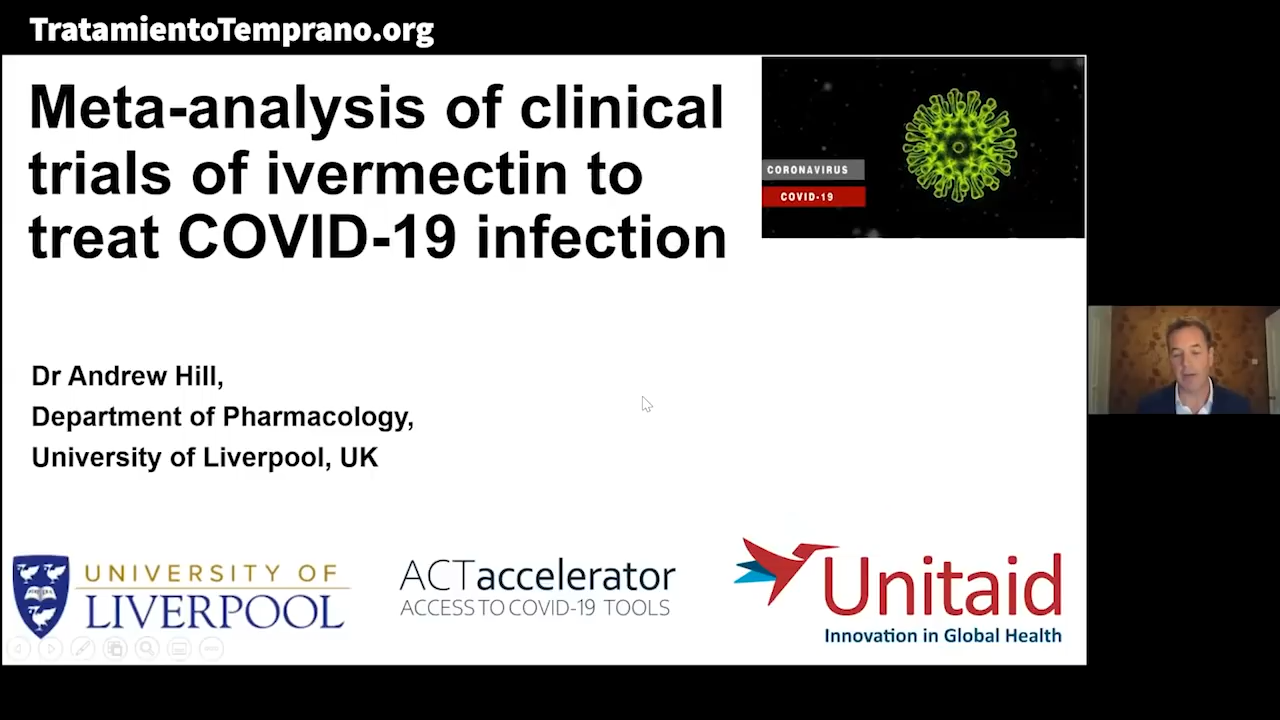 TratamientoTemprano.org
Meta-analysis of clinical
trials of ivermectin to
treat COVID-19 infection
CORONAVIRUS
COVID-19
Dr Andrew Hill,
Department of Pharmacology,
University of Liverpool, UK
UNIVERSITY OF
LIVERPOOL
ACTaccelerator
ACCESS TO COVID-19 TOOLS
Unitaid
Innovation in Global Health